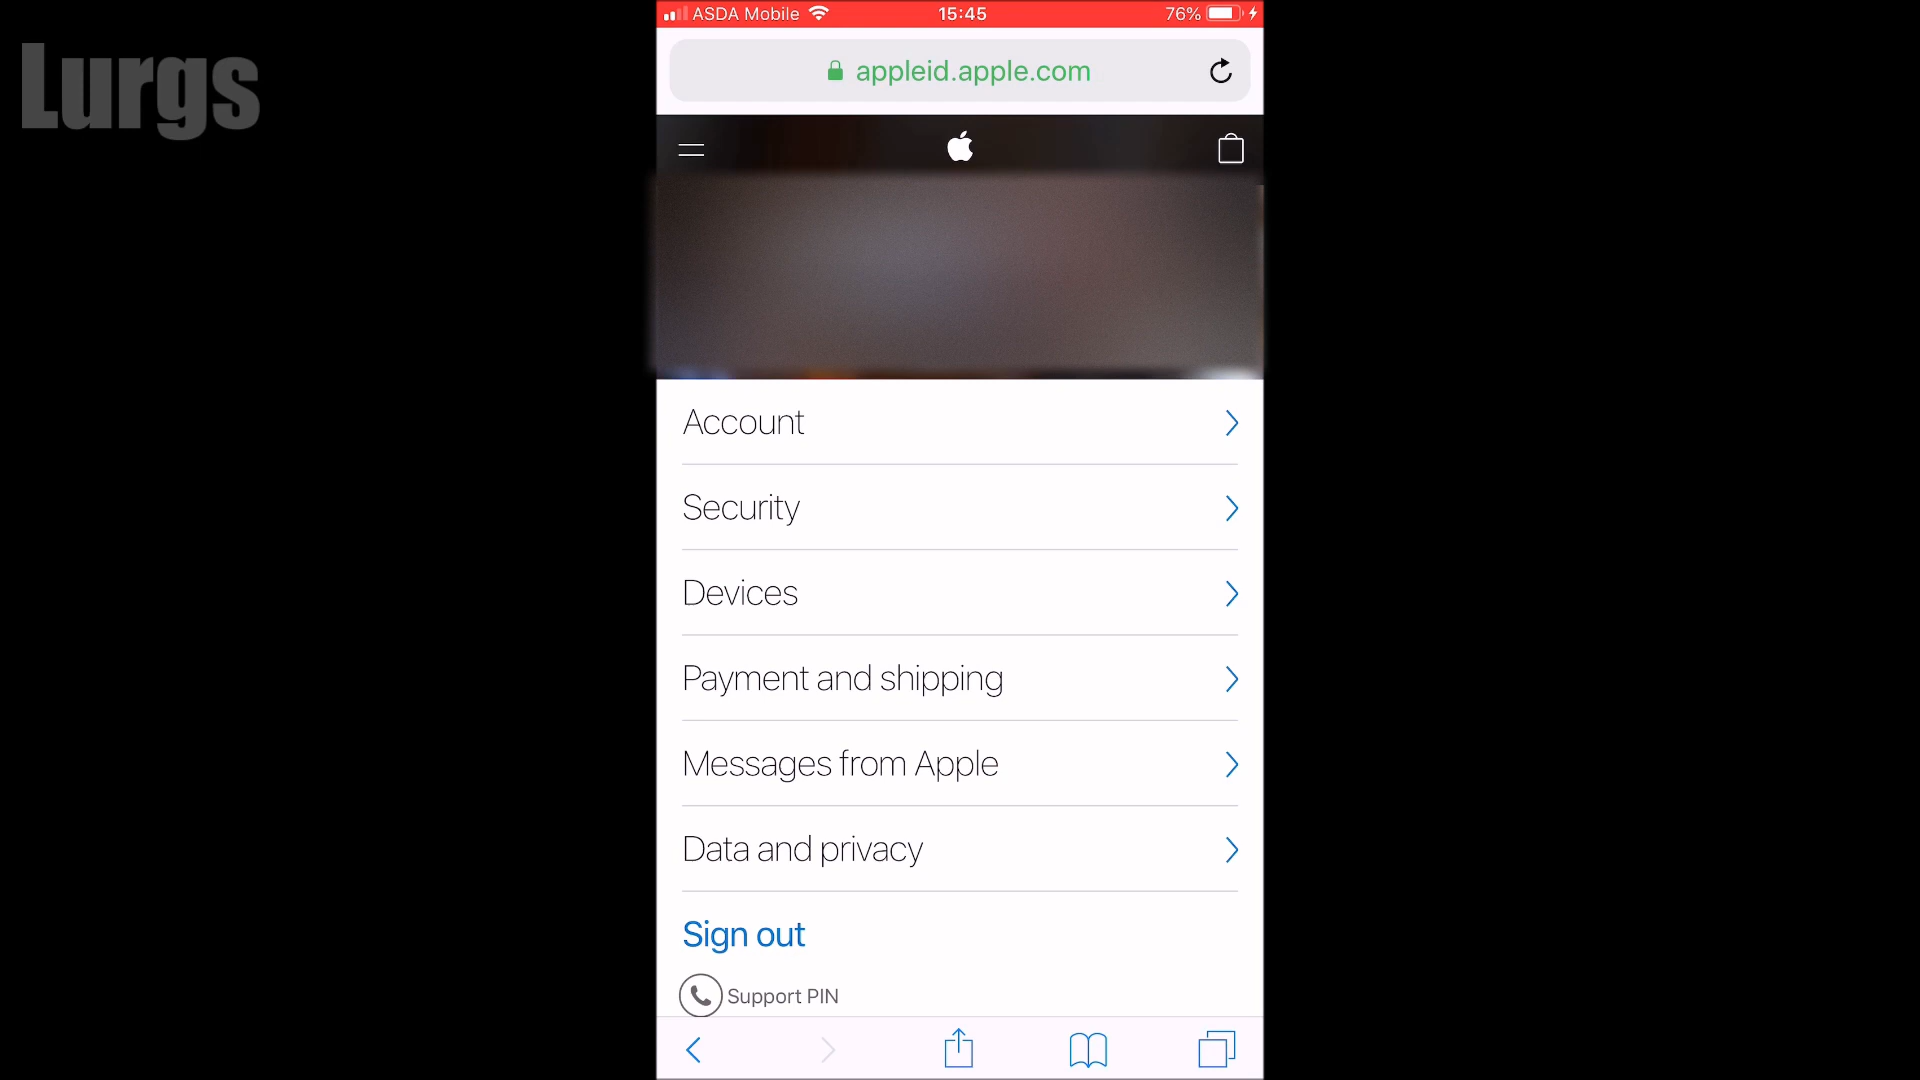 Lurgs
ASDA Mobile 15:45 76%
appleid.apple.com
Account
Security
Devices
Payment and shipping
Messages from Apple
Data and privacy
Sign out
Support PIN